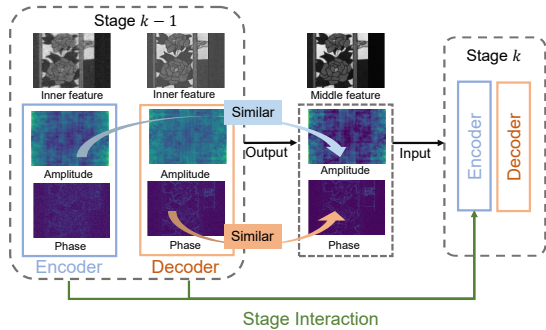 Stage k − 1
Inner feature
Inner feature
Middle feature
Stage k
Similar
Amplitude
Amplitude
Amplitude
Output
Input
Encoder
Decoder
Similar
Phase
Phase
Phase
Encoder
Decoder
Stage Interaction